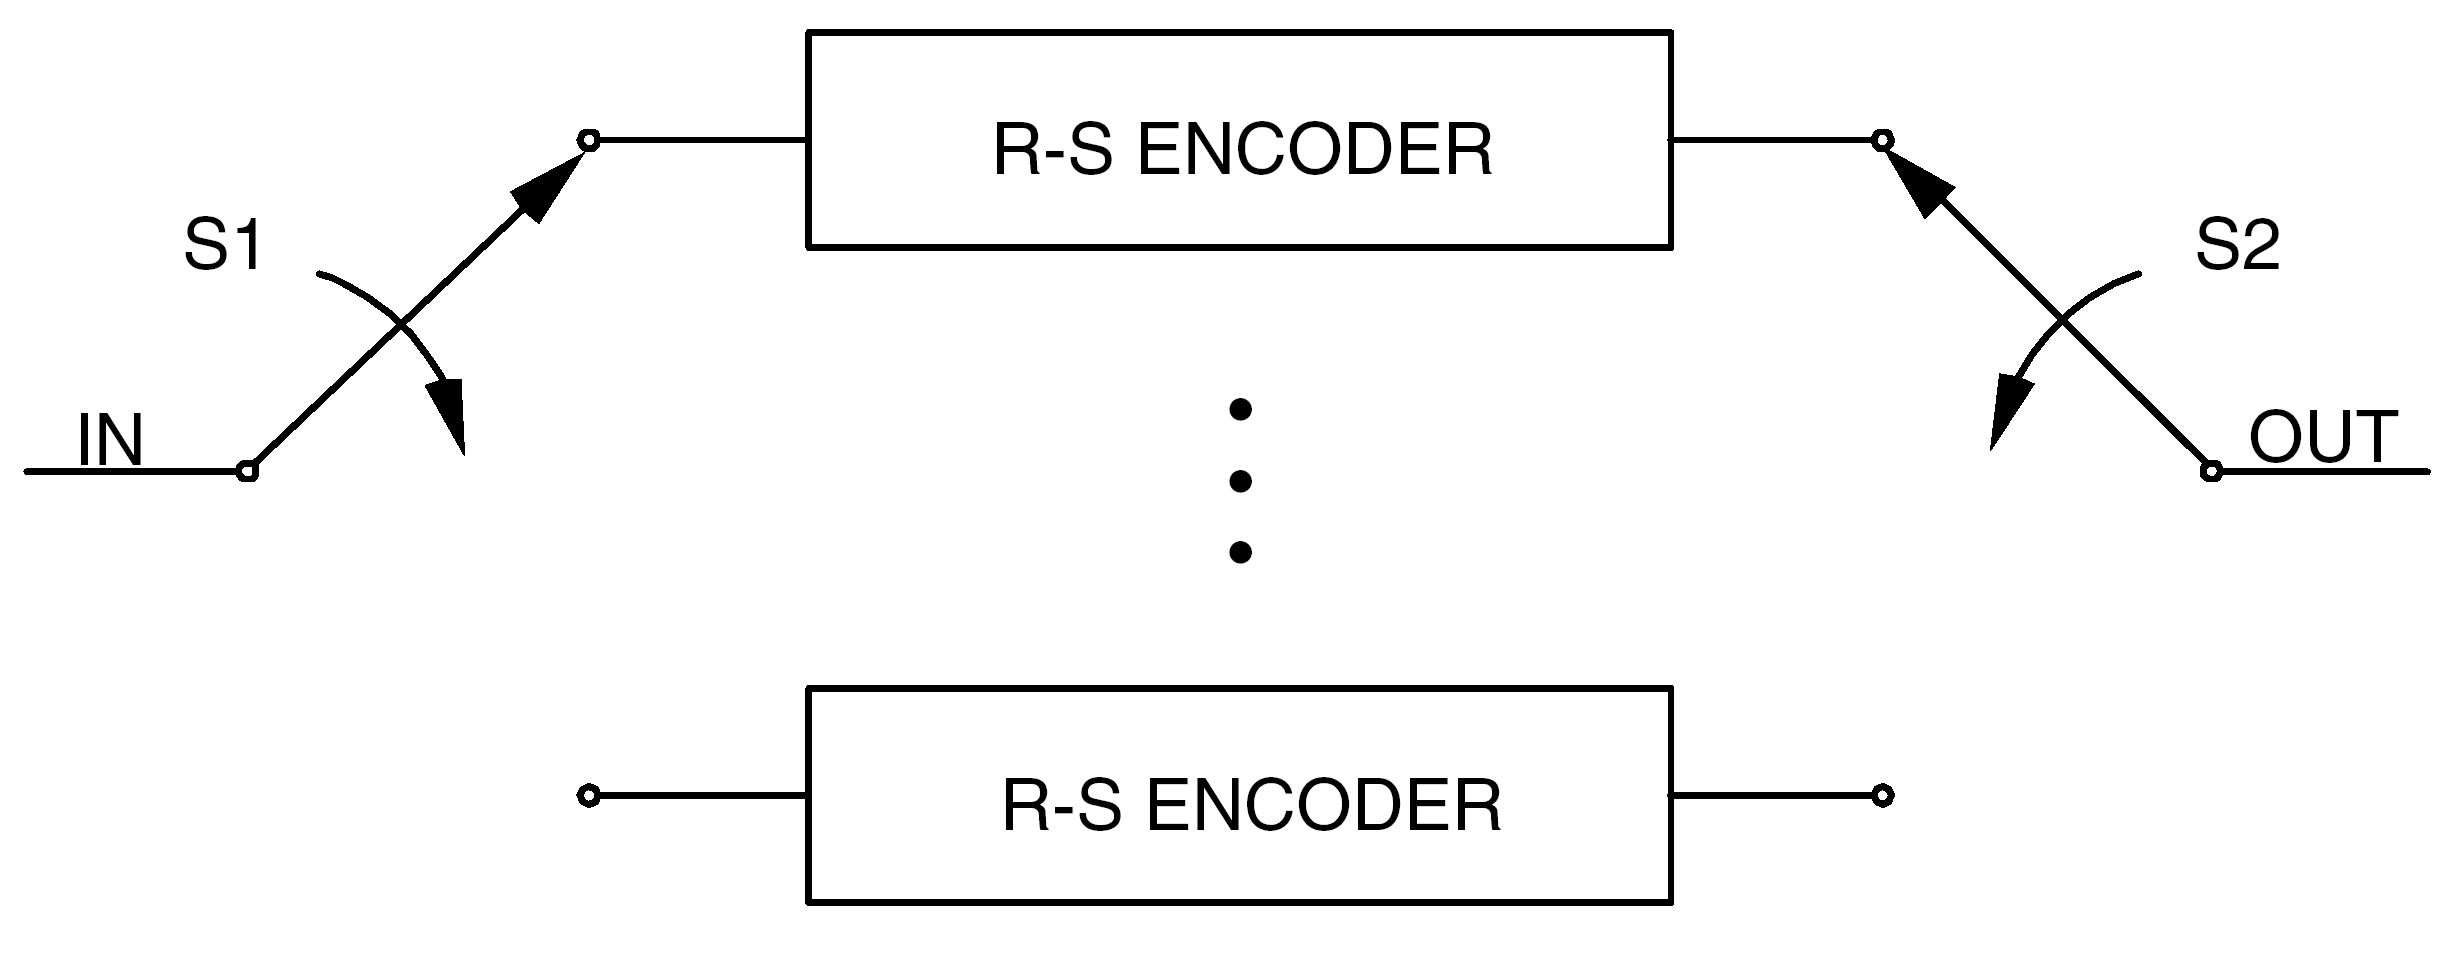 R-S ENCODER
S1
S2
IN
OUT
R-S ENCODER